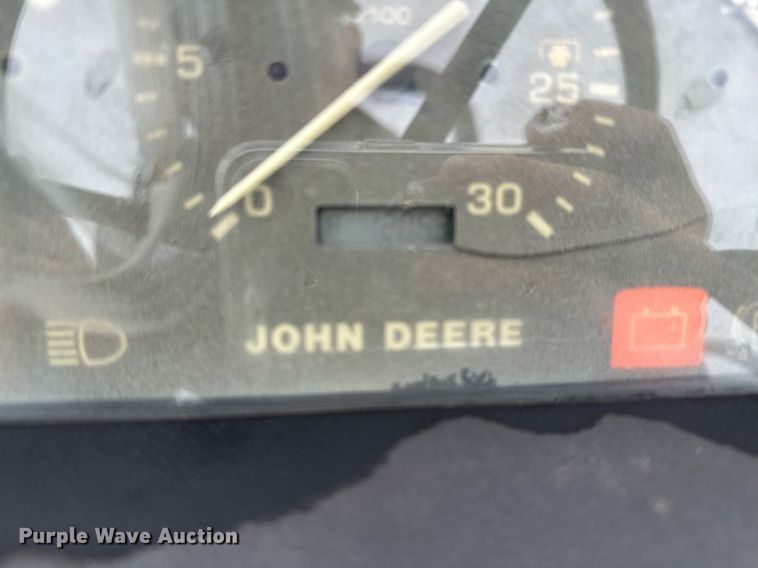 x100
5
25
0
30
JOHN DEERE
Purple Wave Auction